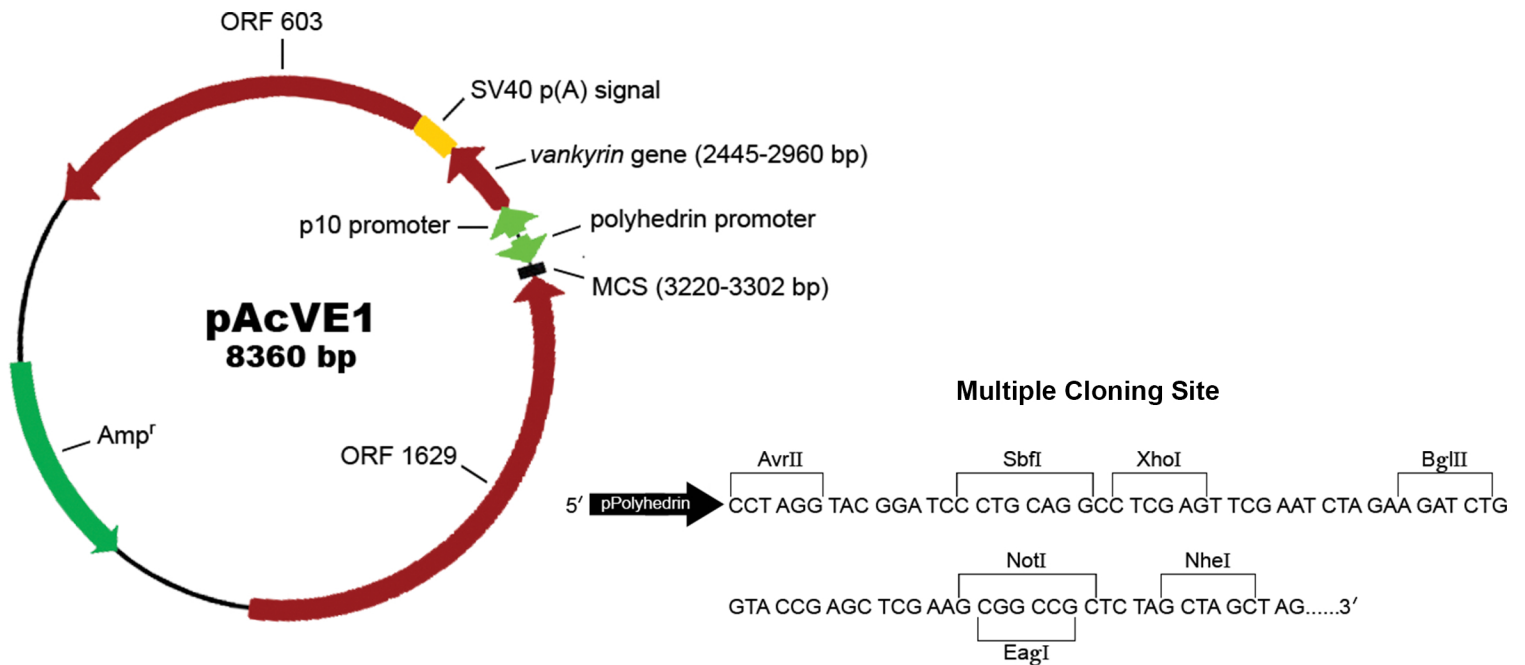 ORF 603
SV40 p(A) signal
vankyrin gene (2445-2960 bp)
p10 promoter
polyhedrin promoter
MCS (3220-3302 bp)
pAcVE1
8360 bp
Ampr
ORF 1629
Multiple Cloning Site
AvrII SbfI XhoI BglII
5′ pPolyhedrin CCT AGG TAC GGA TCC CTG CAG GCC TCG AGT TCG AAT CTA GAA GAT CTG
NotI NheI
GTA CCG AGC TCG AAG CGG CCG CTC TAG CTA GCT AG......3′
EagI